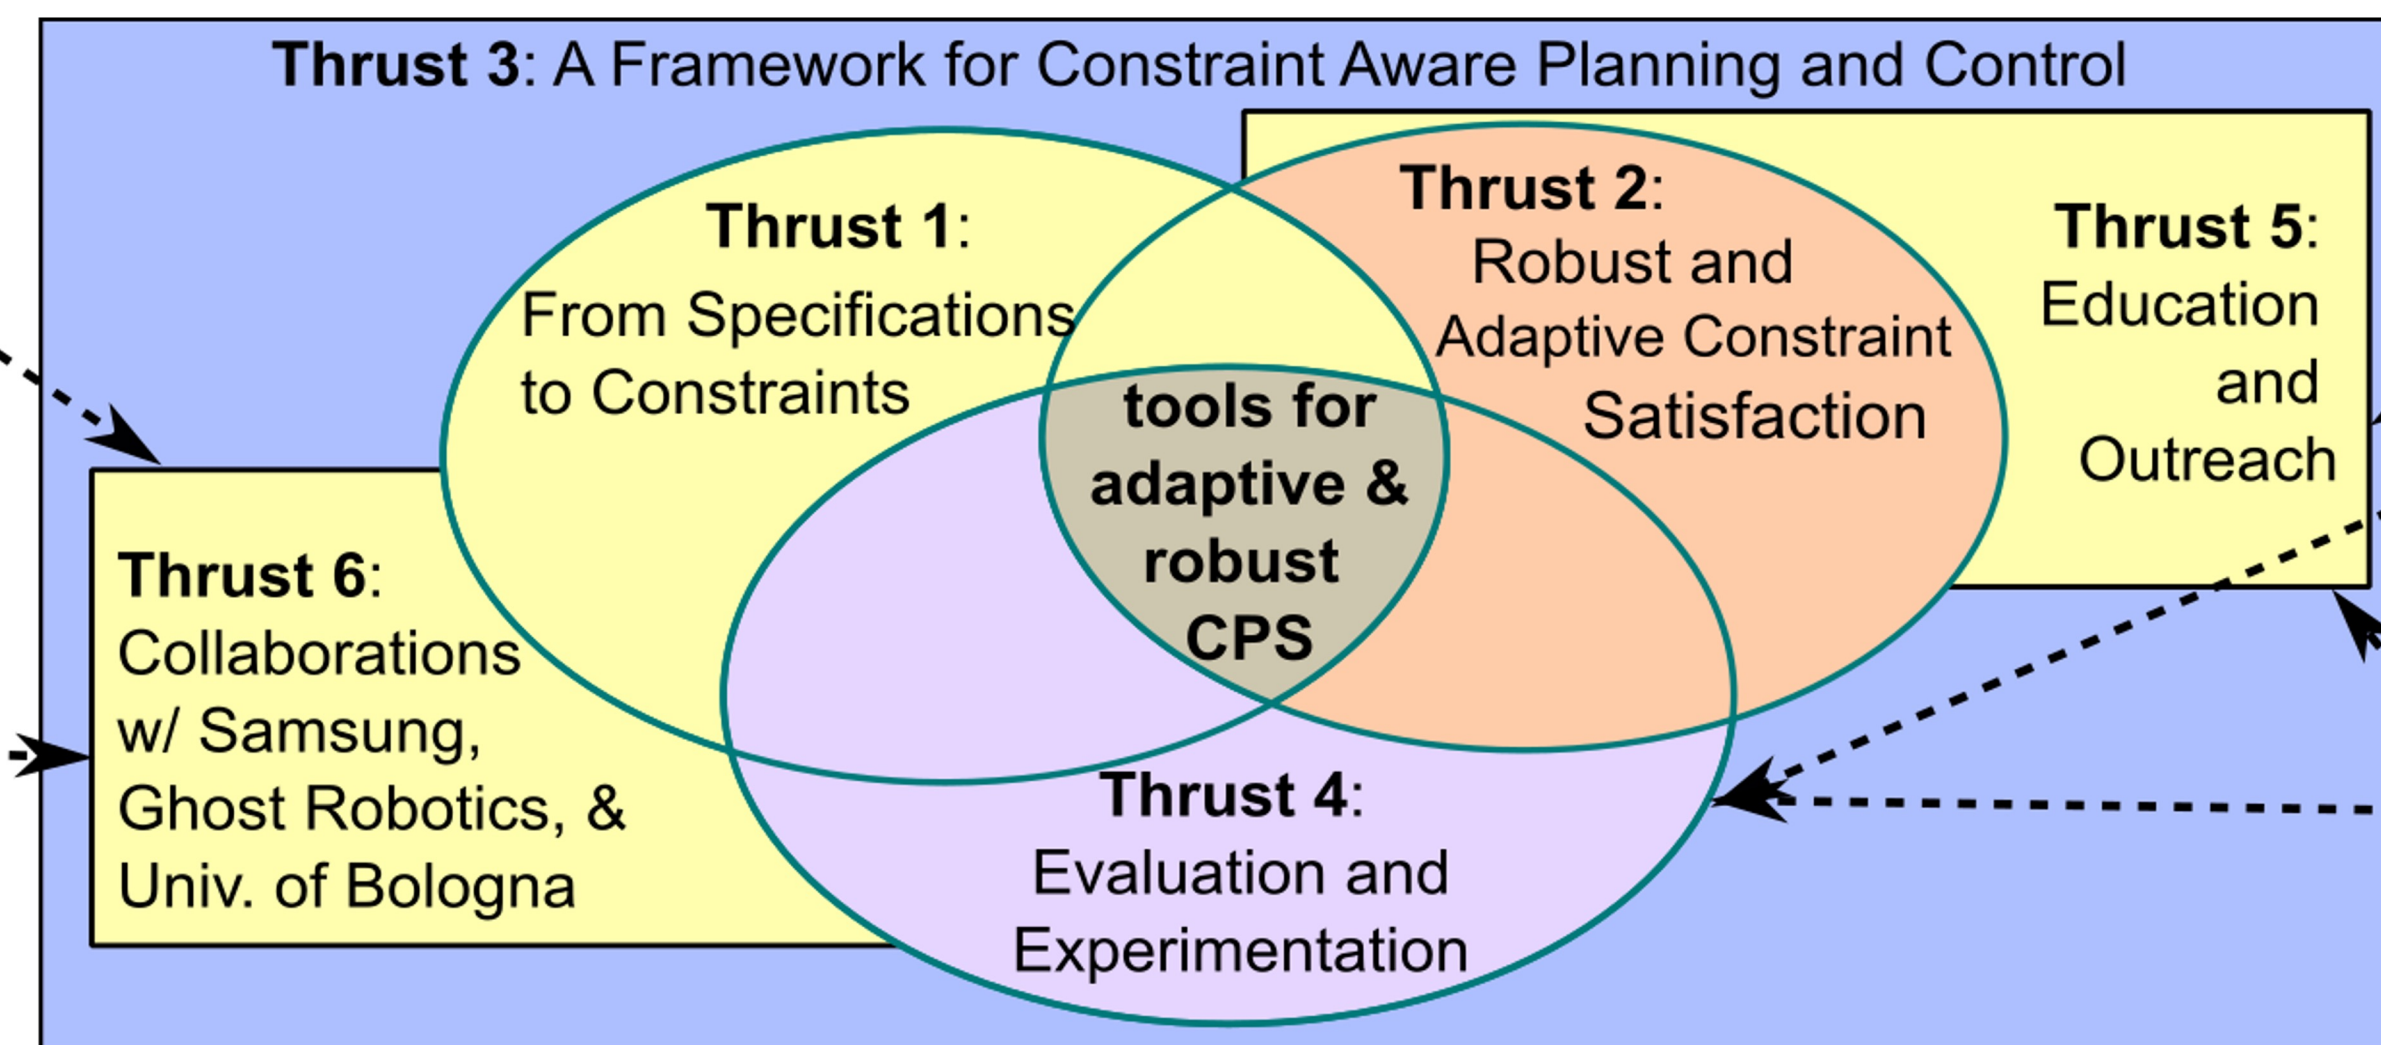 Thrust 3: A Framework for Constraint Aware Planning and Control
Thrust 1:
From Specifications
to Constraints
Thrust 2:
Robust and
Adaptive Constraint
Satisfaction
Thrust 5:
Education
and
Outreach
tools for
adaptive &
robust
CPS
Thrust 6:
Collaborations
w/ Samsung,
Ghost Robotics, &
Univ. of Bologna
Thrust 4:
Evaluation and
Experimentation